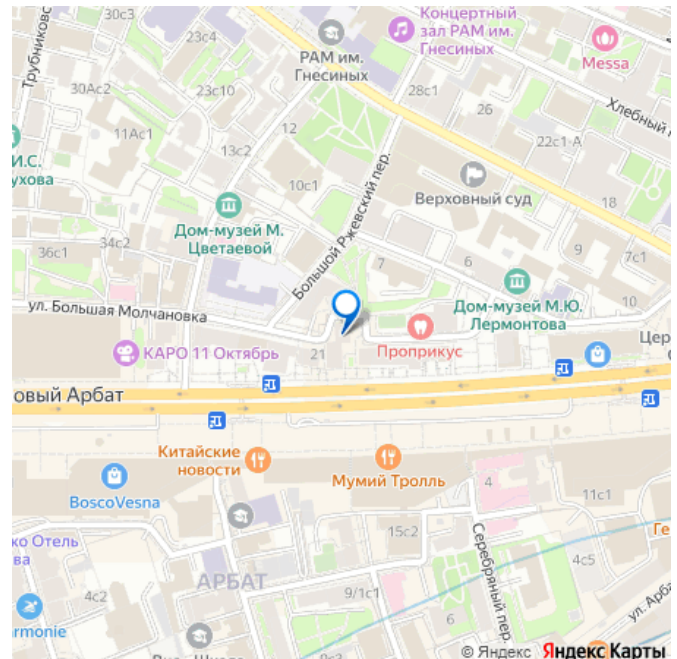 Трубниковс
30с3
23с4
РАМ им.
Гнесиных
Концертный
зал РАМ им.
Гнесиных
Messa
30Ас2
23с10
28с1
26
Хлебный п
11Ас1
12
13с2
22с1-А
И.С.
ухова
10с1
Верховный суд
18
Дом-музей М.
Цветаевой
Большой Ржевский пер.
36с1
34с2
7
6
9
7с1
10
Дом-музей М.Ю.
Лермонтова
ул. Большая Молчановка
КАРО 11 Октябрь
21
Проприкус
Цер
С
овый Арбат
Китайские
новости
Мумий Тролль
BoscoVesna
4
11с1
ко Отель
ва
15с2
Серебряный пер.
Ге
АРБАТ
4с5
4с2
9/1с1
6
ул. Арба
armonie
© Яндекс Яндекс Карты